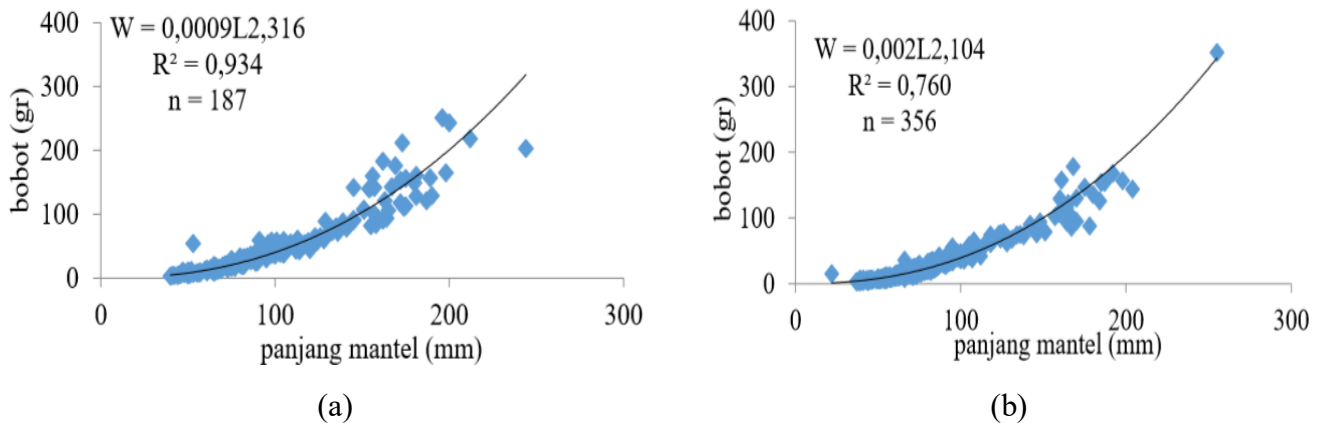 400
300
200
100
0
W = 0,0009L2,316
R² = 0,934
n = 187
bobot (gr)
0 100 200 300
panjang mantel (mm)
(a)
400
300
200
100
0
W = 0,002L2,104
R² = 0,760
n = 356
bobot (gr)
0 100 200 300
panjang mantel (mm)
(b)